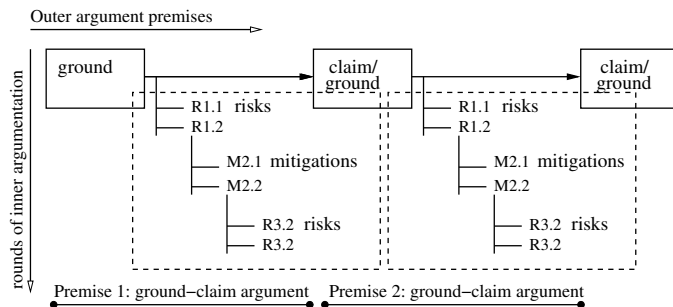 Outer argument premises
rounds of inner argumentation
ground
claim/
ground
claim/
ground
R1.1 risks
R1.2
M2.1 mitigations
M2.2
R3.2 risks
R3.2
R1.1 risks
R1.2
M2.1 mitigations
M2.2
R3.2 risks
R3.2
Premise 1: ground–claim argument
Premise 2: ground–claim argument